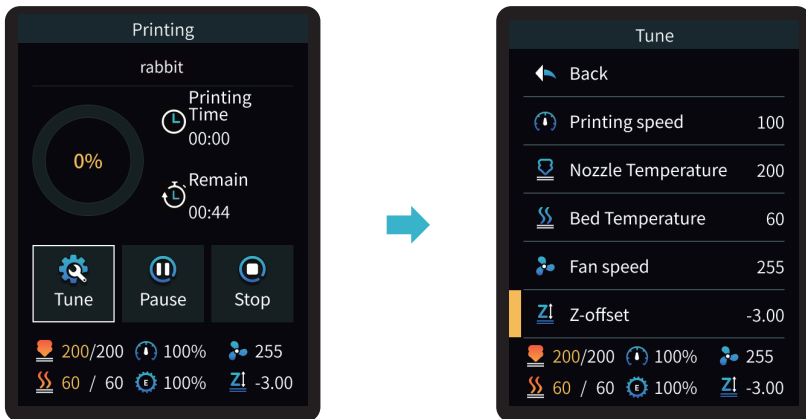 Printing
rabbit
0%
Printing
Time
00:00
Remain
00:44
Tune
Pause
Stop
200/200
100%
255
60 / 60
E
100%
Z
-3.00
Tune
Back
Printing speed 100
Nozzle Temperature 200
Bed Temperature 60
Fan speed 255
Z Z-offset -3.00
200/200
100%
255
60 / 60
E
100%
Z
-3.00